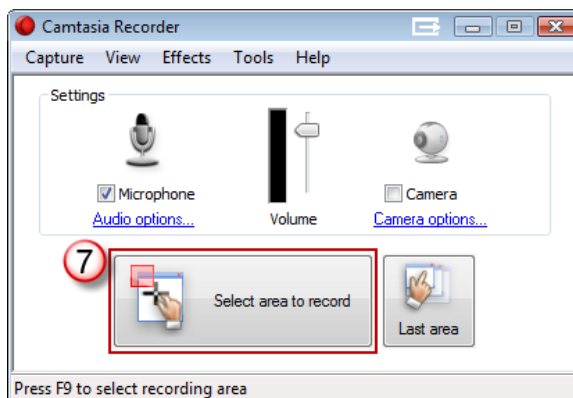 Camtasia Recorder
Capture View Effects Tools Help
Settings
Microphone
Camera
Audio options...
Volume
Camera options...
7
Select area to record
Last area
Press F9 to select recording area